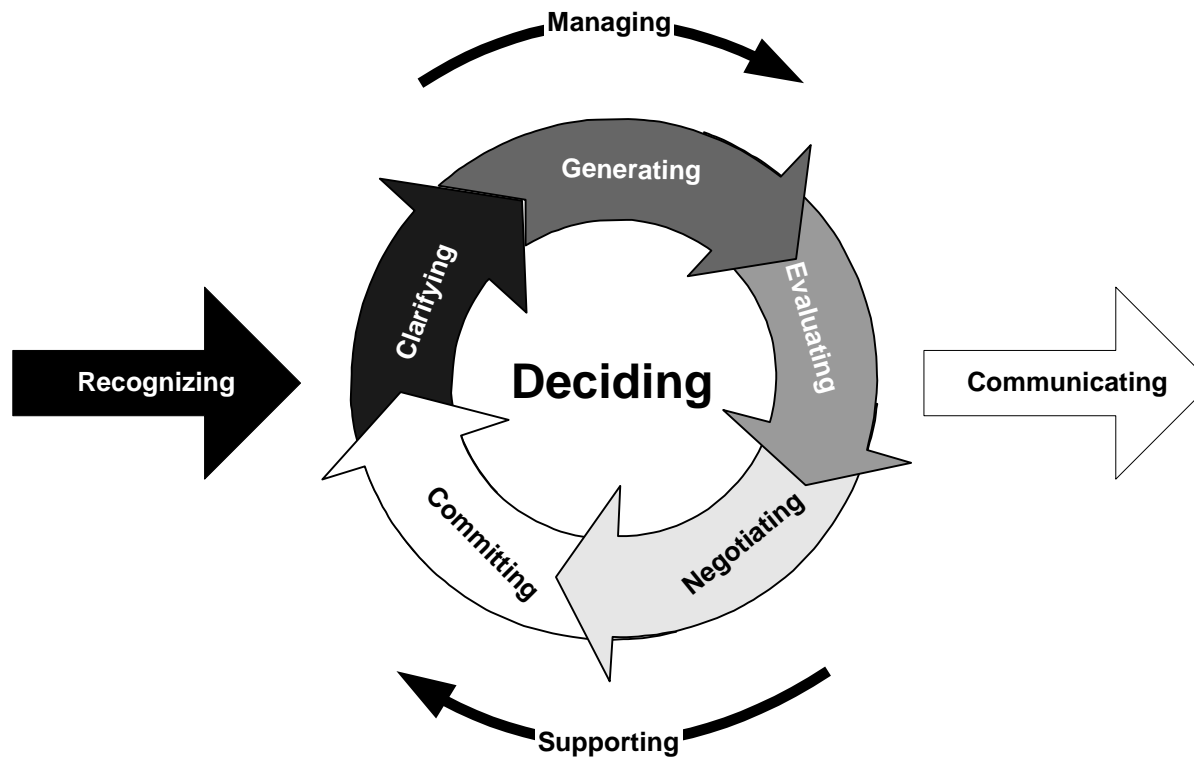 Managing
Generating
Clarifying
Evaluating
Recognizing
Deciding
Communicating
Committing
Negotiating
Supporting